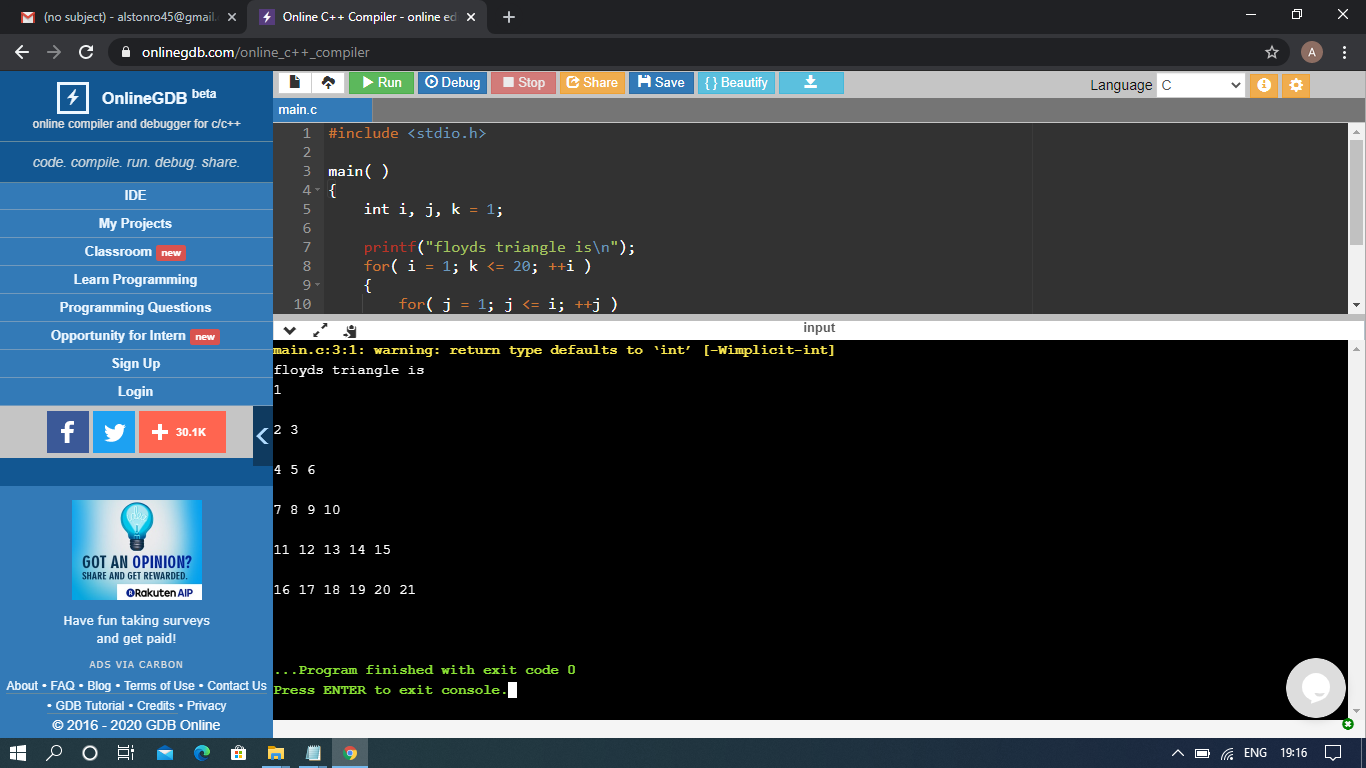 (no subject) - alstonro45@gmail.
Online C++ Compiler - online ed
onlinegdb.com/online_c++_compiler
A
OnlineGDB beta
online compiler and debugger for c/c++
code. compile. run. debug. share.
IDE
My Projects
Classroom new
Learn Programming
Programming Questions
Opportunity for Intern new
Sign Up
Login
f
30.1K
GOT AN OPINION?
SHARE AND GET REWARDED.
Rakuten AIP
Have fun taking surveys
and get paid!
ADS VIA CARBON
About • FAQ • Blog • Terms of Use • Contact Us
• GDB Tutorial • Credits • Privacy
© 2016 - 2020 GDB Online
Run Debug Stop Share Save { } Beautify
Language C
main.c
1 #include <stdio.h>
2
3 main( )
4 {
5 int i, j, k = 1;
6
7 printf("floyds triangle is\n");
8 for( i = 1; k <= 20; ++i )
9 {
10 for( j = 1; j <= i; ++j )
input
main.c:3:1: warning: return type defaults to ‘int’ [-Wimplicit-int]
floyds triangle is
1
2 3
4 5 6
7 8 9 10
11 12 13 14 15
16 17 18 19 20 21
...Program finished with exit code 0
Press ENTER to exit console.
ENG 19:16